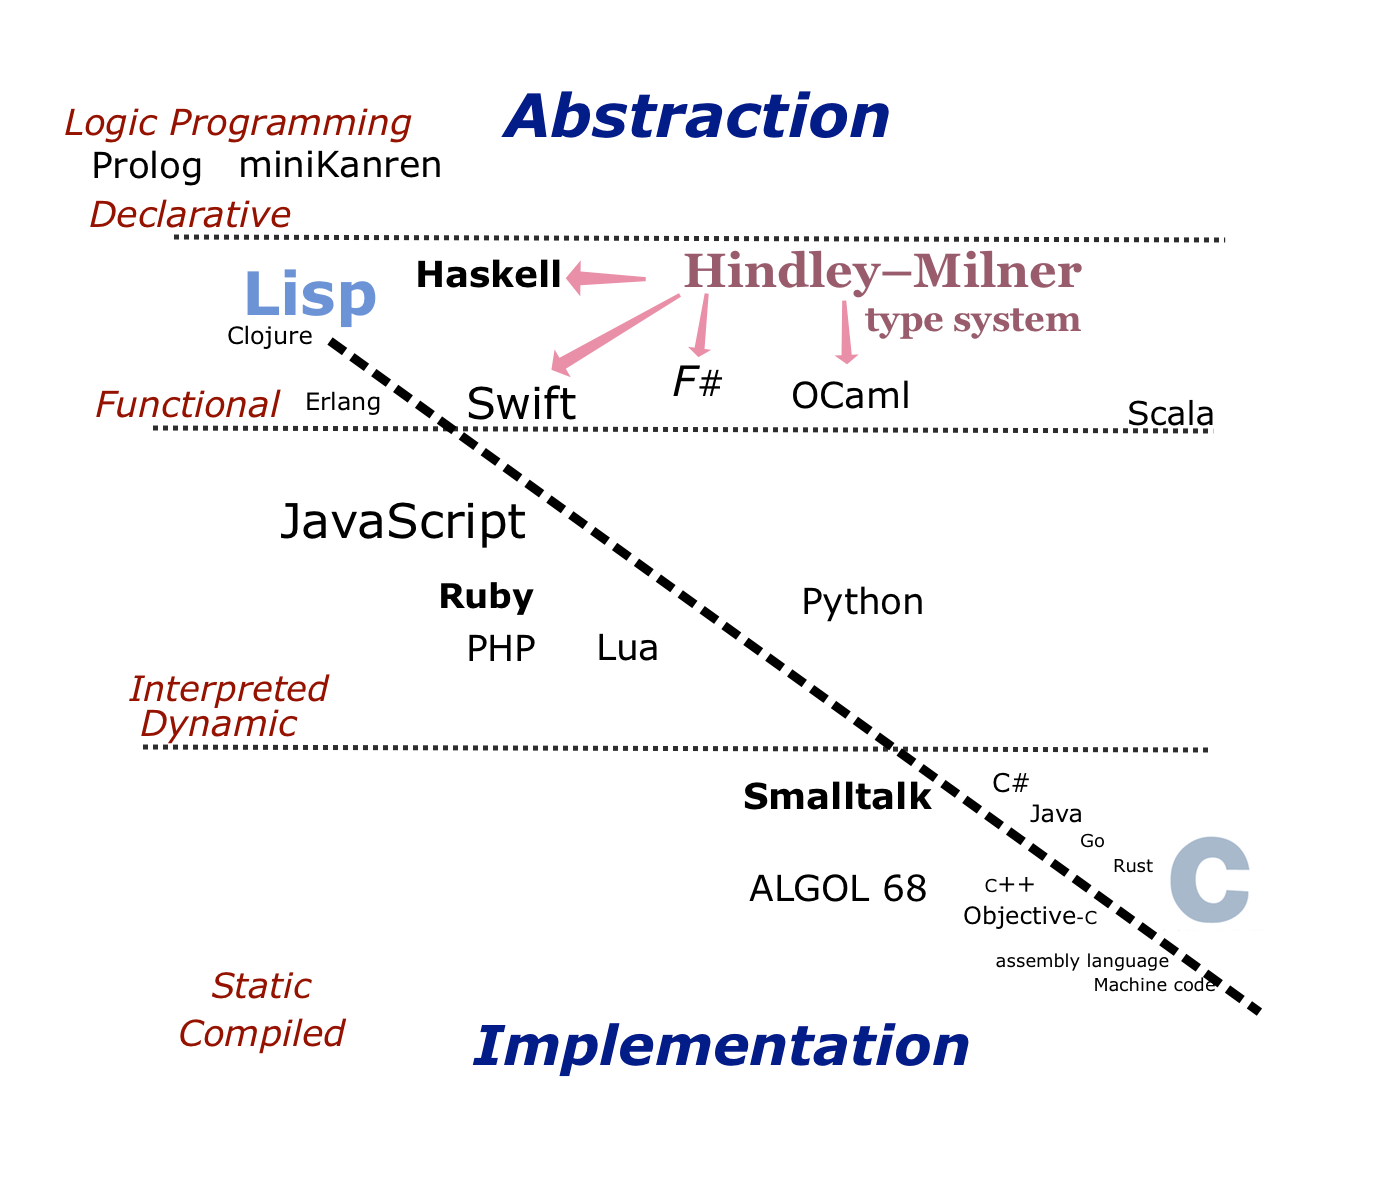 Abstraction
Logic Programming
Prolog miniKanren
Declarative
Lisp
Haskell
Hindley–Milner
type system
Clojure
Functional
Erlang
Swift
F#
OCaml
Scala
JavaScript
Ruby
Python
PHP
Lua
Interpreted
Dynamic
Smalltalk
C#
Java
Go
Rust
C
ALGOL 68
C++
Objective-C
assembly language
Machine code
Static
Compiled
Implementation